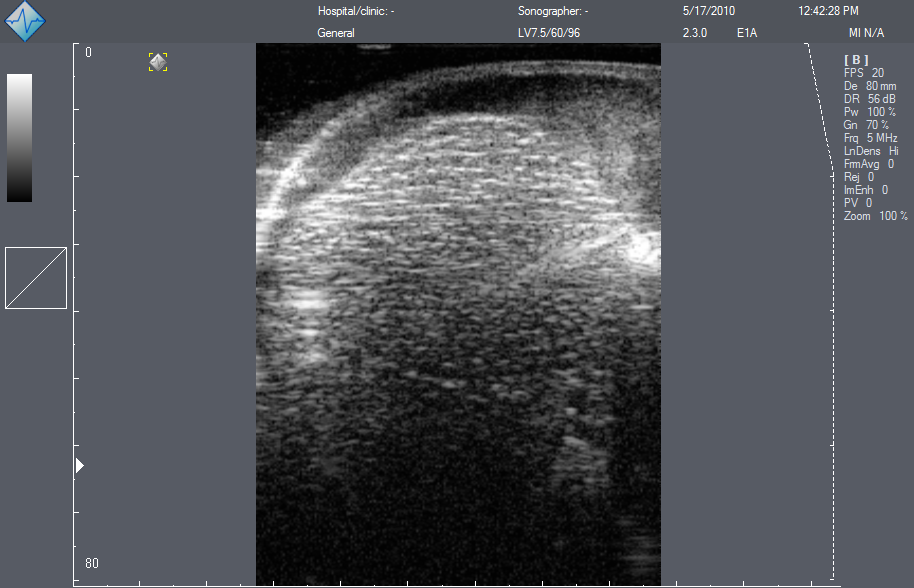 Hospital/clinic: - Sonographer: - 5/17/2010 12:42:28 PM
General LV7.5/60/96 2.3.0 E1A MI N/A
0
[ B ]
FPS 20
De 80 mm
DR 56 dB
Pw 100 %
Gn 70 %
Frq 5 MHz
LnDens Hi
FrmAvg 0
Rej 0
ImEnh 0
PV 0
Zoom 100 %
80